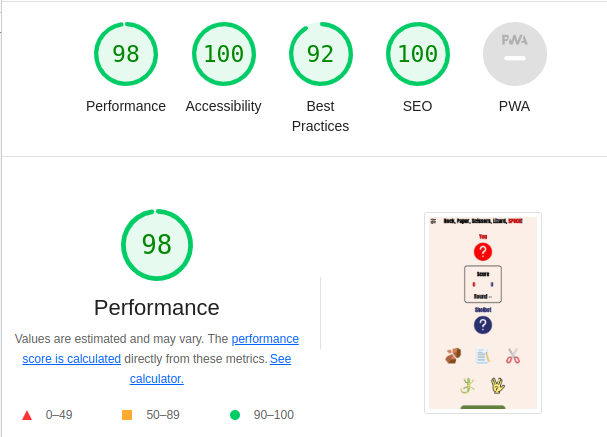 98
100
92
100
PWA
Performance
Accessibility
Best
Practices
SEO
PWA
98
Performance
Values are estimated and may vary. The performance
score is calculated directly from these metrics. See
calculator.
0–49
50–89
90–100
Rock, Paper, Scissors, Lizard, SPOCK!
You
?
Score
0 0
Round --
Shelbot
?